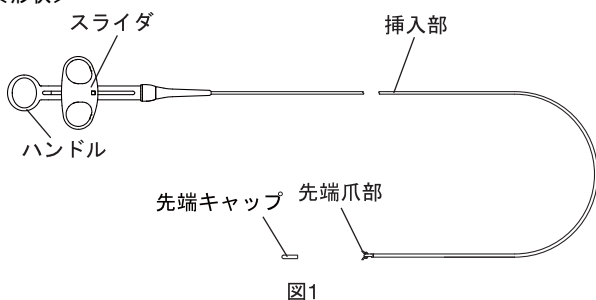 スライダ
挿入部
ハンドル
先端キャップ
先端爪部
図1